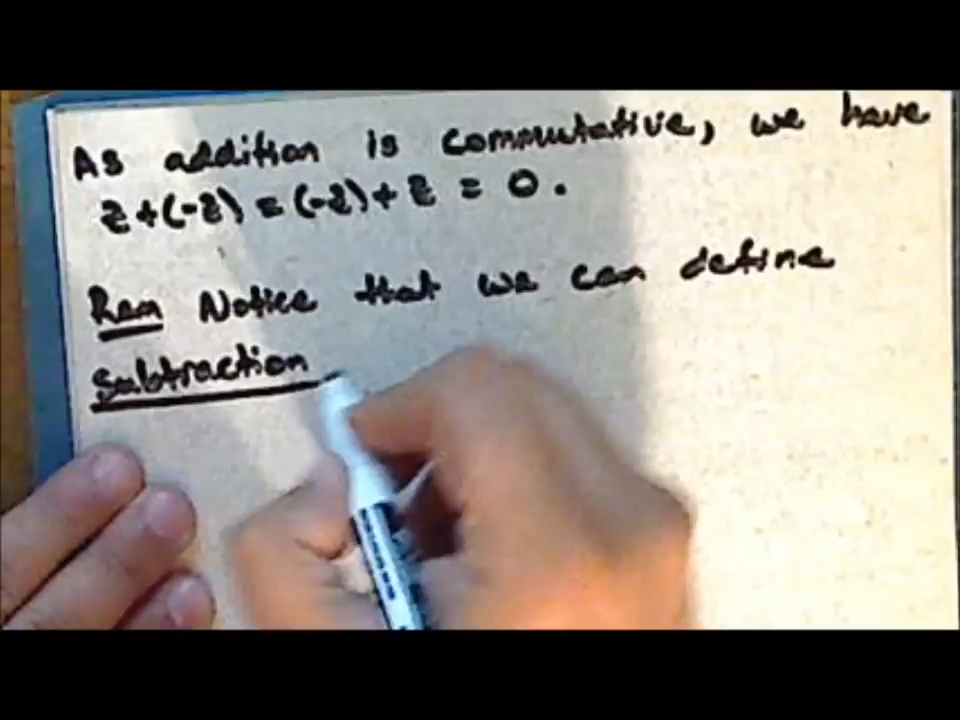 As addition is commutative, we have
z + (-z) = (-z) + z = 0.
Rem Notice that we can define
subtraction